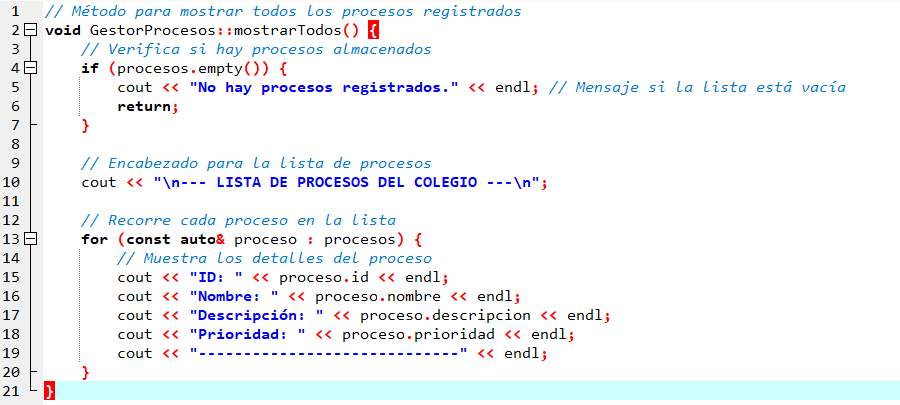 1 // Método para mostrar todos los procesos registrados
2 void GestorProcesos::mostrarTodos() {
3     // Verifica si hay procesos almacenados
4     if (procesos.empty()) {
5         cout << "No hay procesos registrados." << endl; // Mensaje si la lista está vacía
6         return;
7     }
8
9     // Encabezado para la lista de procesos
10     cout << "\n--- LISTA DE PROCESOS DEL COLEGIO ---\n";
11
12     // Recorre cada proceso en la lista
13     for (const auto& proceso : procesos) {
14         // Muestra los detalles del proceso
15         cout << "ID: " << proceso.id << endl;
16         cout << "Nombre: " << proceso.nombre << endl;
17         cout << "Descripción: " << proceso.descripcion << endl;
18         cout << "Prioridad: " << proceso.prioridad << endl;
19         cout << "-----------------------------" << endl;
20     }
21 }